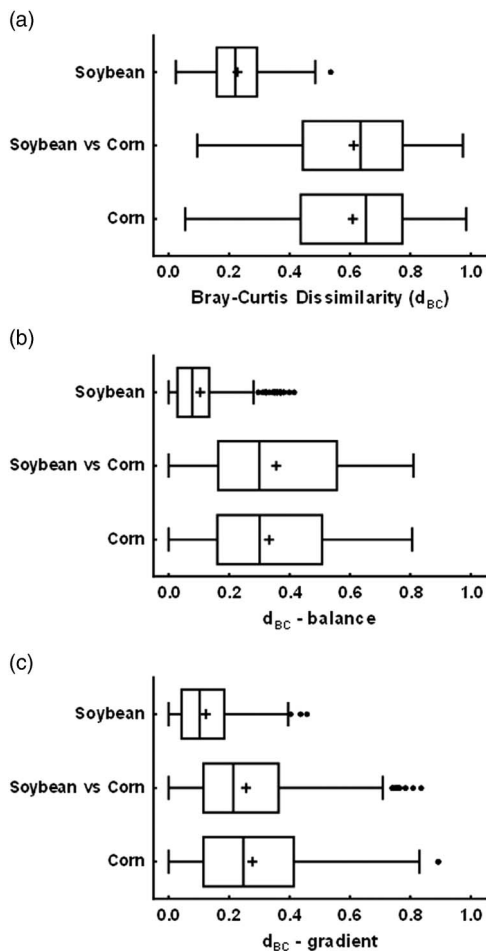 (a)
Soybean
Soybean vs Corn
Corn
0.0 0.2 0.4 0.6 0.8 1.0
Bray-Curtis Dissimilarity (dBC)
(b)
Soybean
Soybean vs Corn
Corn
0.0 0.2 0.4 0.6 0.8 1.0
dBC - balance
(c)
Soybean
Soybean vs Corn
Corn
0.0 0.2 0.4 0.6 0.8 1.0
dBC - gradient